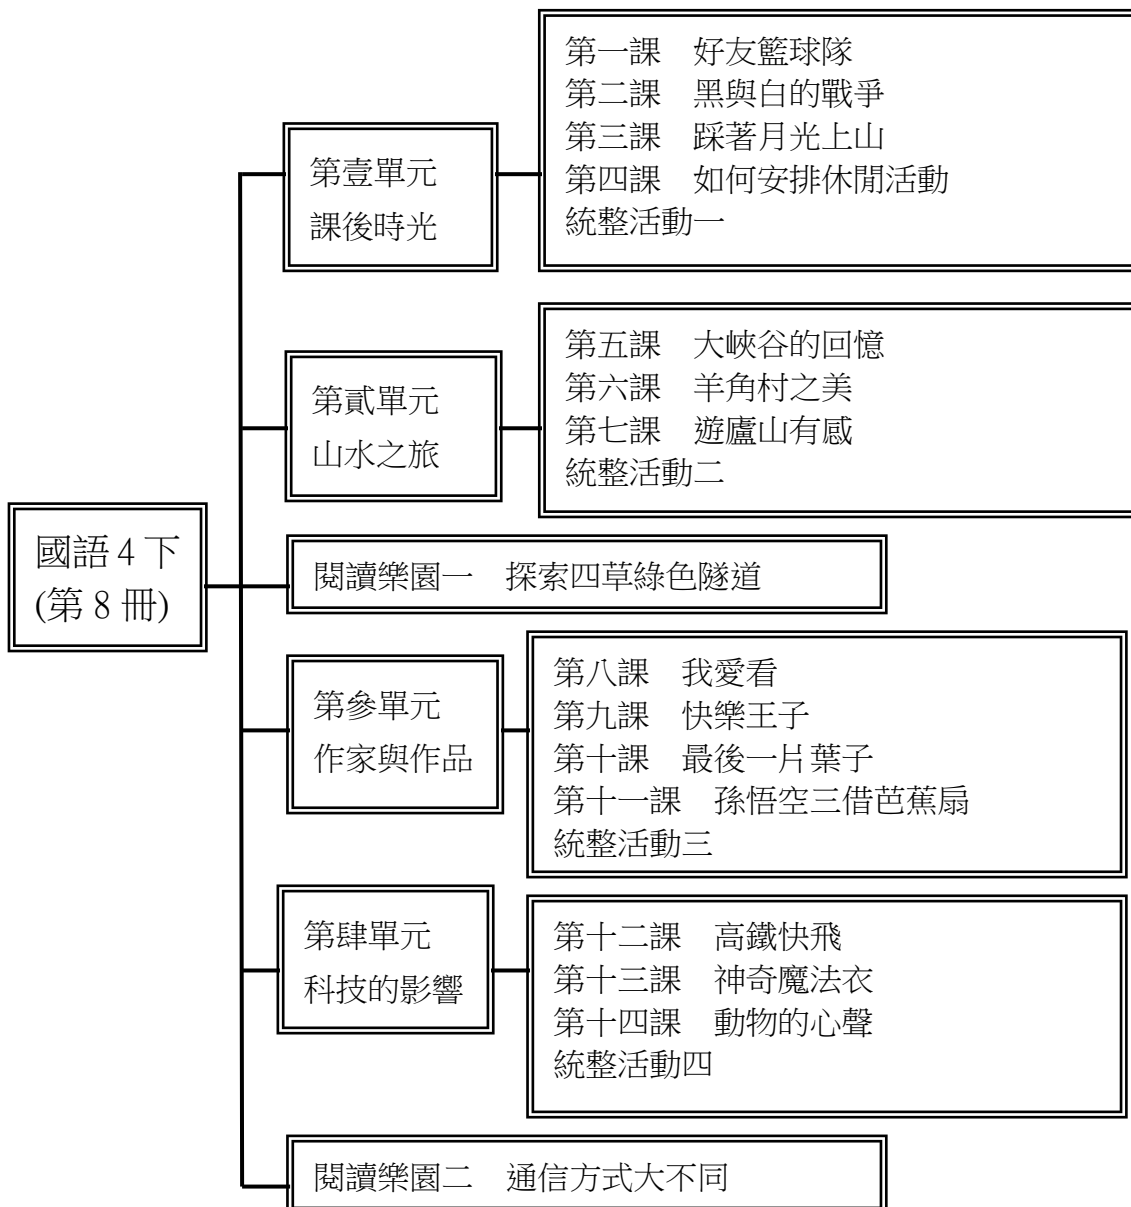 國語 4 下
(第 8 冊)
第壹單元
課後時光
第一課　好友籃球隊
第二課　黑與白的戰爭
第三課　踩著月光上山
第四課　如何安排休閒活動
統整活動一
第貳單元
山水之旅
第五課　大峽谷的回憶
第六課　羊角村之美
第七課　遊廬山有感
統整活動二
閱讀樂園一　探索四草綠色隧道
第參單元
作家與作品
第八課　我愛看
第九課　快樂王子
第十課　最後一片葉子
第十一課　孫悟空三借芭蕉扇
統整活動三
第肆單元
科技的影響
第十二課　高鐵快飛
第十三課　神奇魔法衣
第十四課　動物的心聲
統整活動四
閱讀樂園二　通信方式大不同